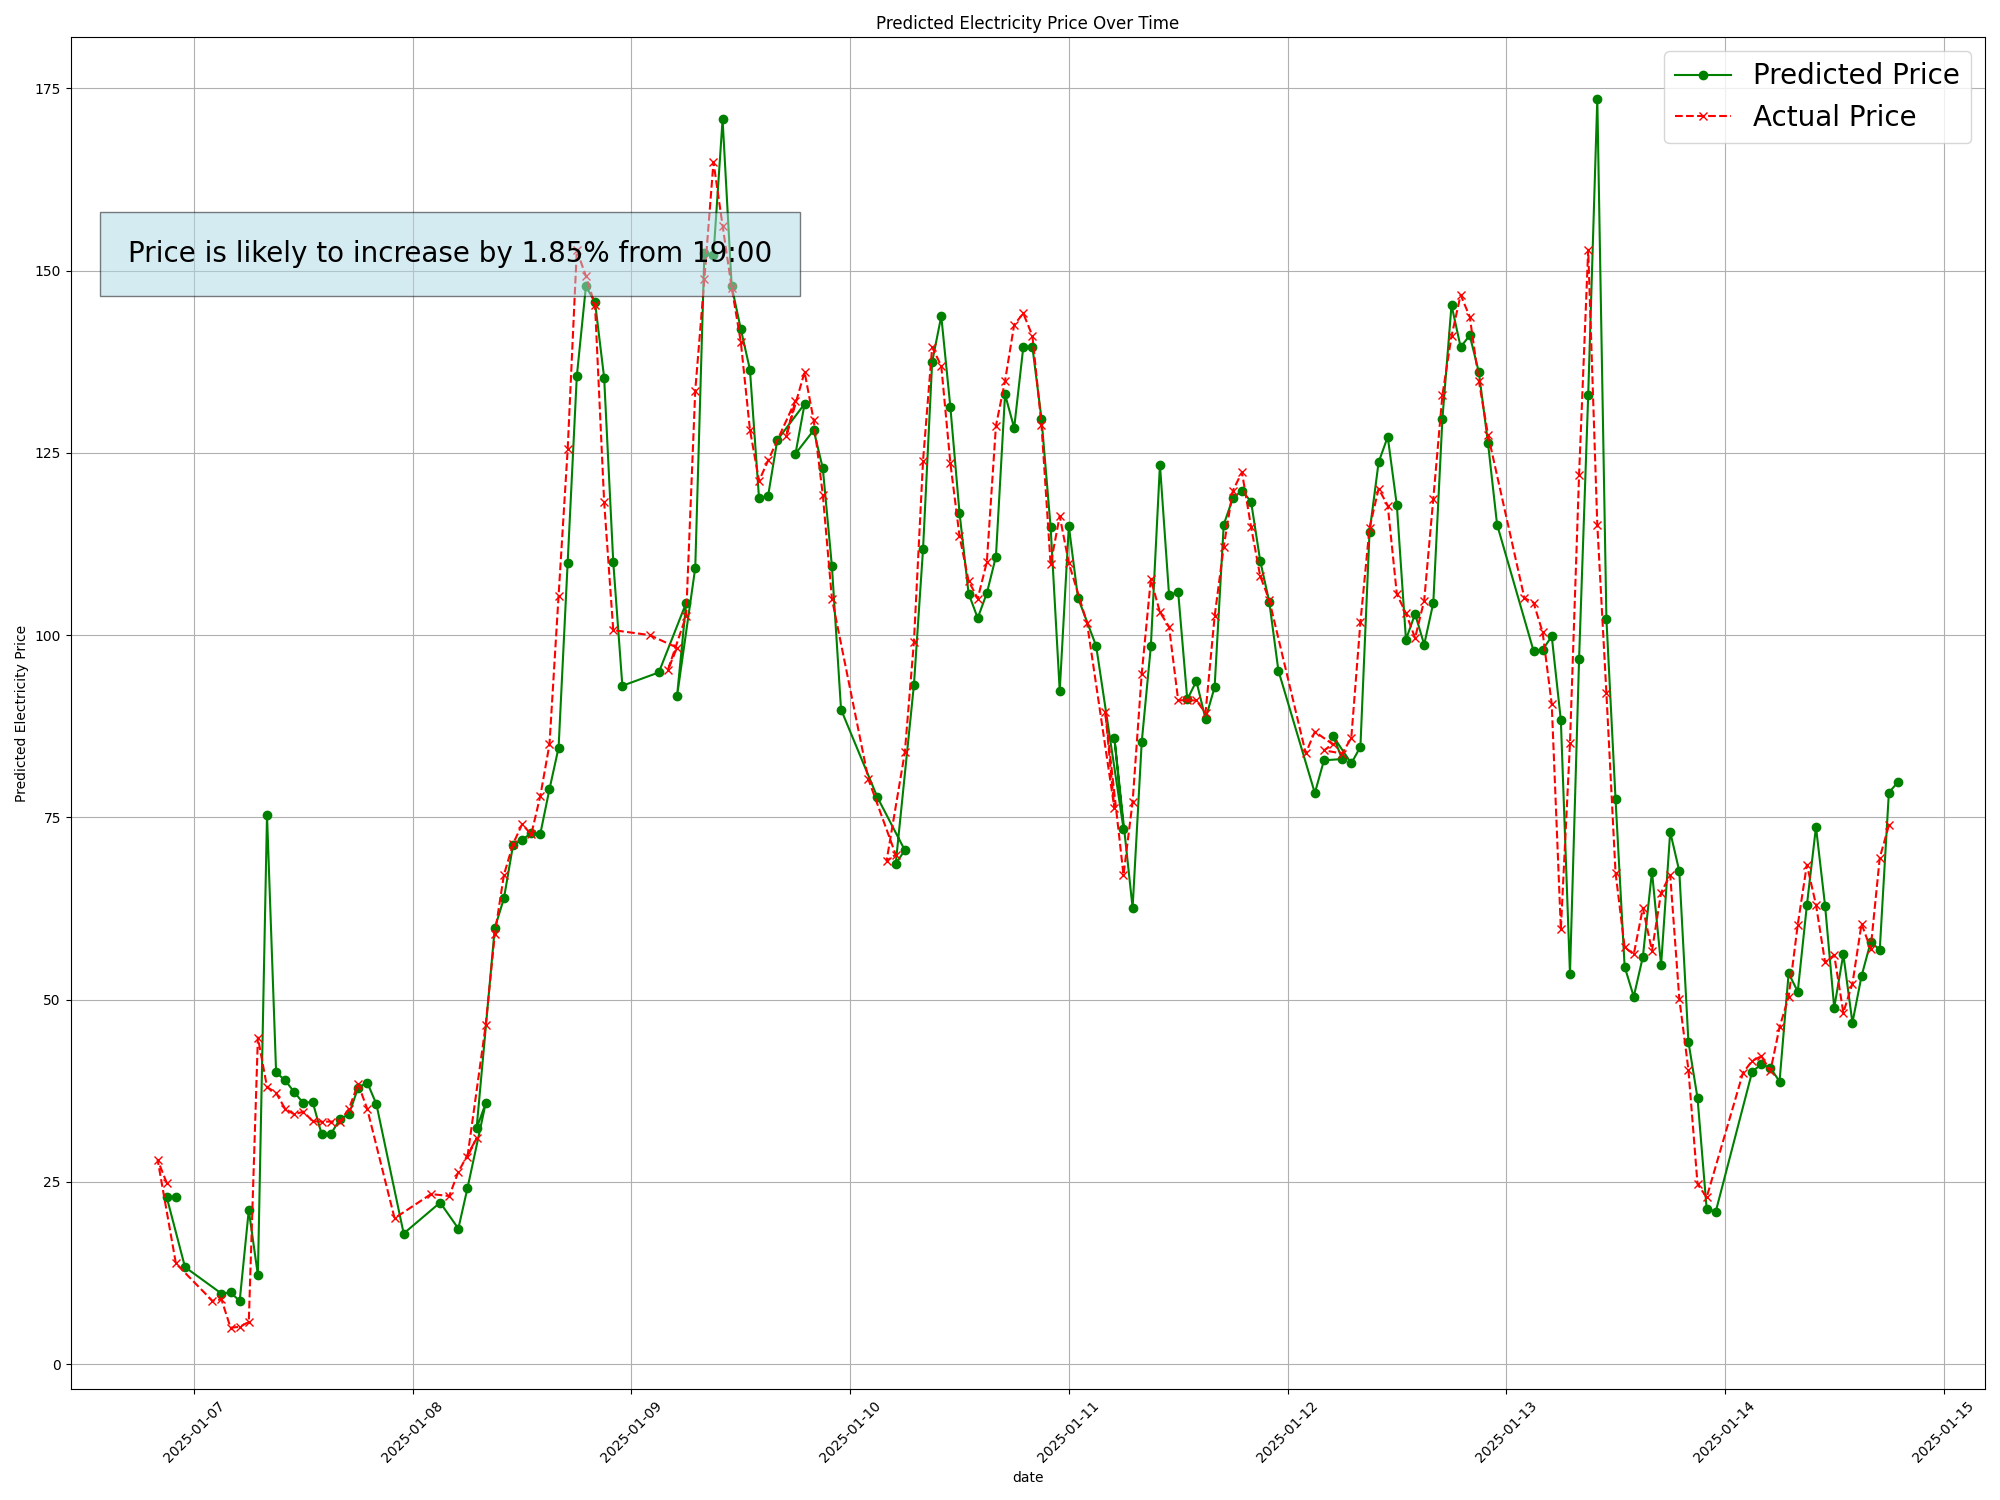 Predicted Electricity Price Over Time
Predicted Price
Actual Price
Price is likely to increase by 1.85% from 19:00
Predicted Electricity Price
175
150
125
100
75
50
25
0
2025-01-07
2025-01-08
2025-01-09
2025-01-10
2025-01-11
2025-01-12
2025-01-13
2025-01-14
2025-01-15
date